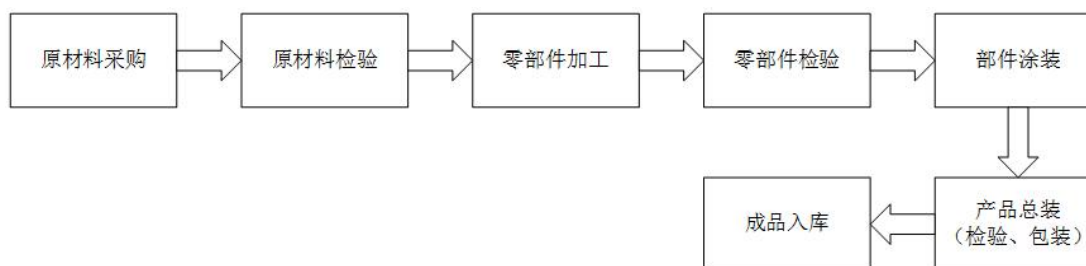 原材料采购
原材料检验
零部件加工
零部件检验
部件涂装
产品总装
（检验、包装）
成品入库